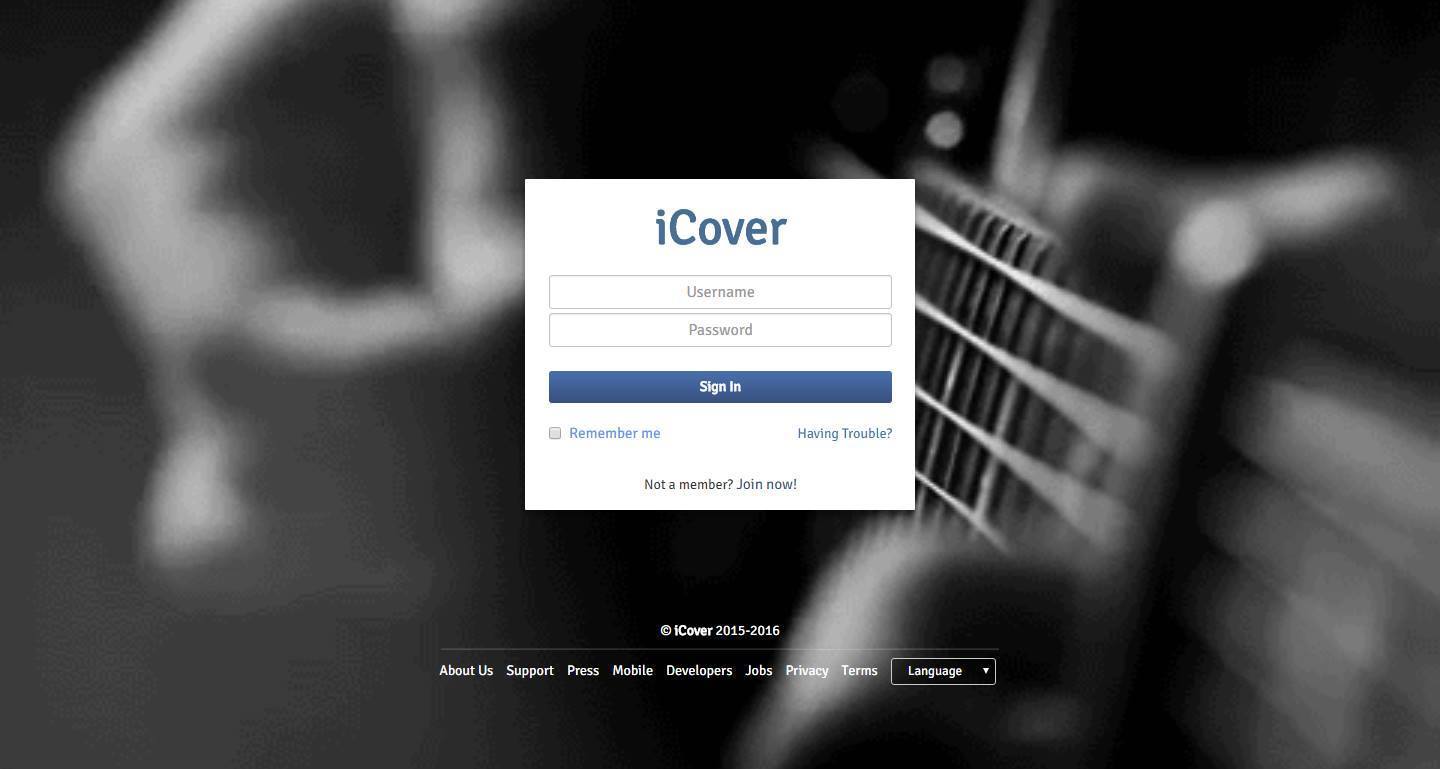 iCover
Username
Password
Sign In
Remember me Having Trouble?
Not a member? Join now!
© iCover 2015-2016
About Us Support Press Mobile Developers Jobs Privacy Terms Language